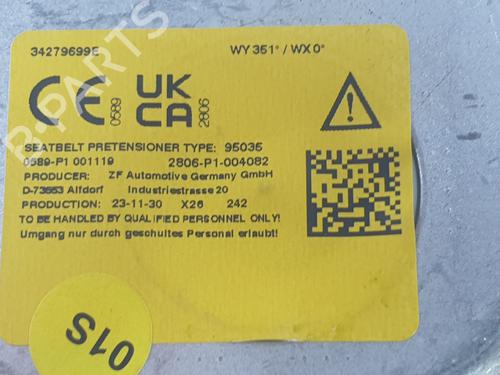 34279699E WY 351° / WX 0°
CE 0589 UK CA 2806
SEATBELT PRETENSIONER TYPE: 95035
0589-P1 001119 2806-P1-004082
PRODUCER: ZF Automotive Germany GmbH
D-73553 Alfdorf Industriestrasse 20
PRODUCTION: 23-11-30 X26 242
TO BE HANDLED BY QUALIFIED PERSONNEL ONLY!
Umgang nur durch geschultes Personal erlaubt!
01S